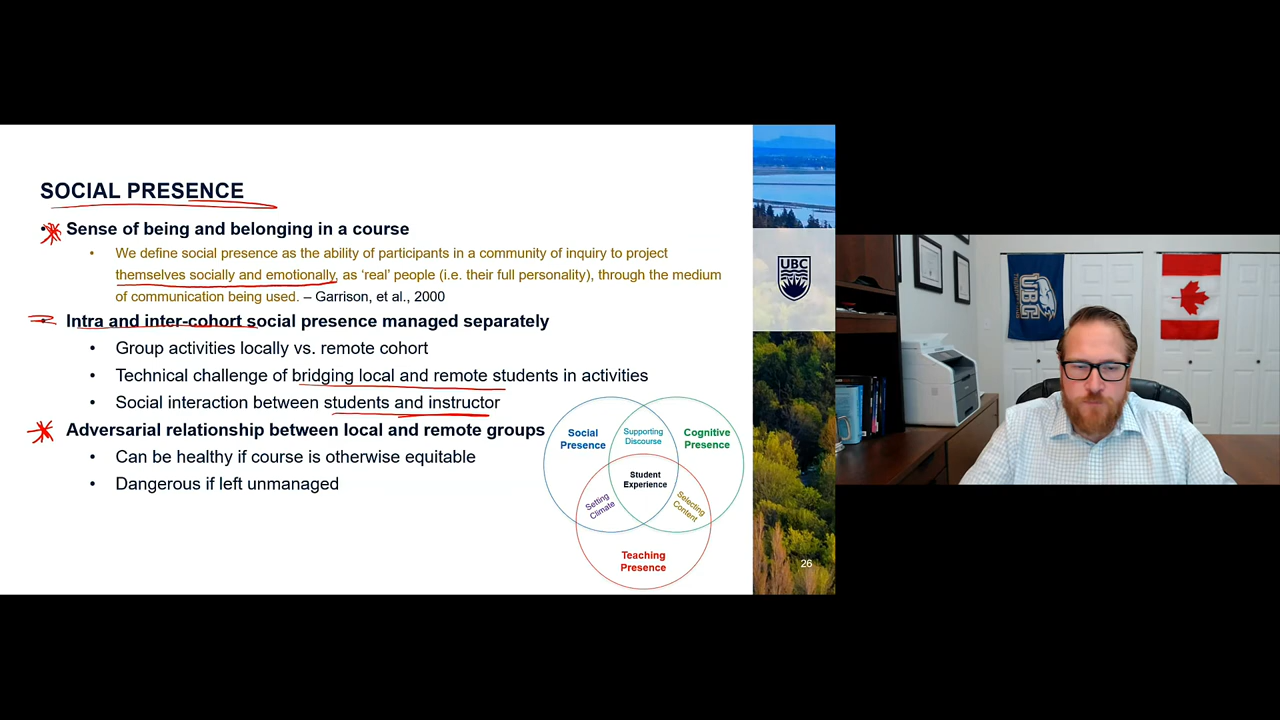 SOCIAL PRESENCE
• Sense of being and belonging in a course
• We define social presence as the ability of participants in a community of inquiry to project
themselves socially and emotionally, as ‘real’ people (i.e. their full personality), through the medium
of communication being used. – Garrison, et al., 2000
• Intra and inter-cohort social presence managed separately
• Group activities locally vs. remote cohort
• Technical challenge of bridging local and remote students in activities
• Social interaction between students and instructor
Adversarial relationship between local and remote groups
• Can be healthy if course is otherwise equitable
• Dangerous if left unmanaged
Social
Presence
Supporting
Discourse
Cognitive
Presence
Student
Experience
Setting
Climate
Selecting
Content
Teaching
Presence
UBC
26
UBC